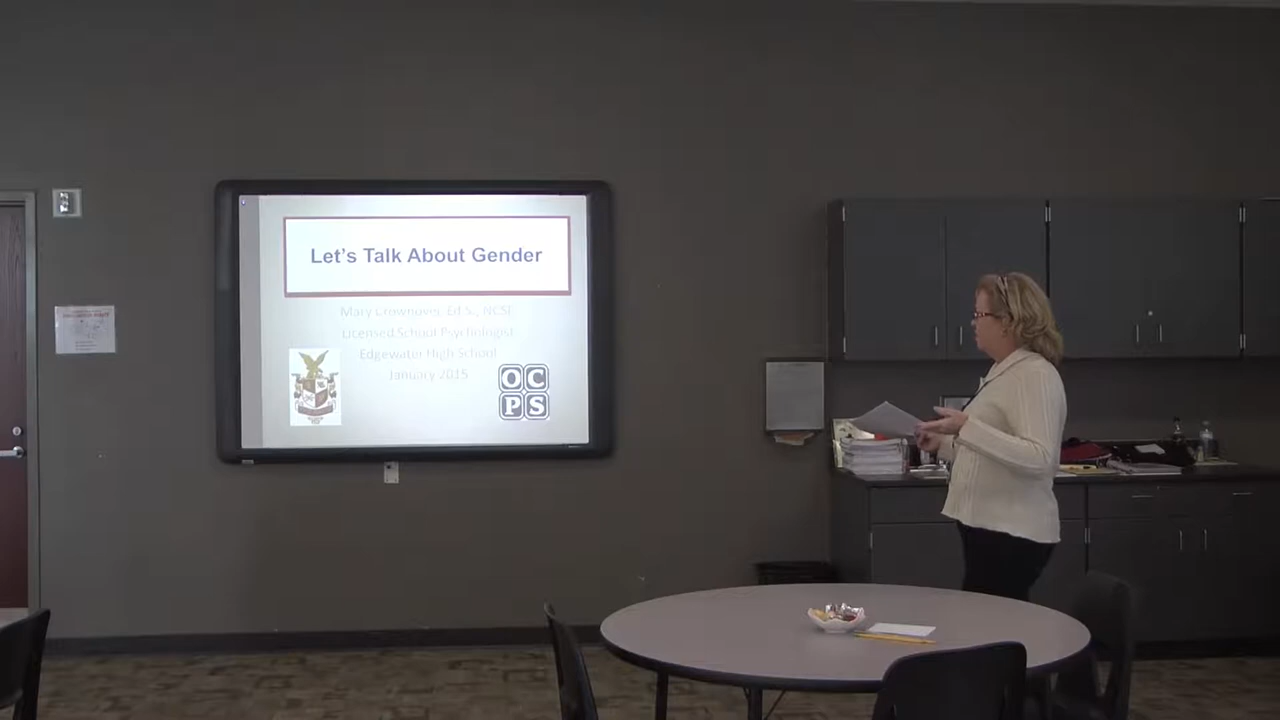 Let's Talk About Gender
Mary Crownover, Ed.S., NCSP
Licensed School Psychologist
Edgewater High School
January 2015
OC
PS